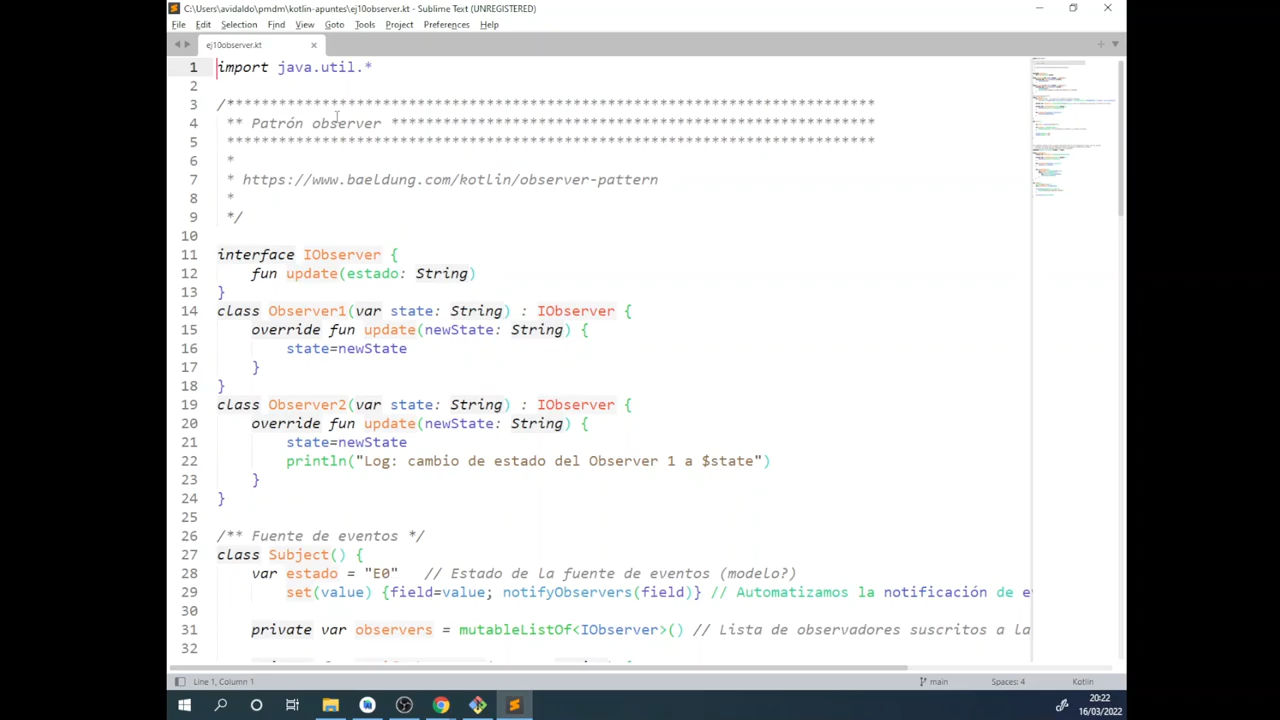 C:\Users\avidaldo\pmdm\kotlin-apuntes\ej10observer.kt - Sublime Text (UNREGISTERED)
File Edit Selection Find View Goto Tools Project Preferences Help
ej10observer.kt
1 import java.util.*
2
3 /***************************************************************************
4 ** Patrón observer ********************************************************
5 ***************************************************************************
6 *
7 * https://www.baeldung.com/kotlin/observer-pattern
8 *
9 */
10
11 interface IObserver {
12 fun update(estado: String)
13 }
14 class Observer1(var state: String) : IObserver {
15 override fun update(newState: String) {
16 state=newState
17 }
18 }
19 class Observer2(var state: String) : IObserver {
20 override fun update(newState: String) {
21 state=newState
22 println("Log: cambio de estado del Observer 1 a $state")
23 }
24 }
25
26 /** Fuente de eventos */
27 class Subject() {
28 var estado = "E0" // Estado de la fuente de eventos (modelo?)
29 set(value) {field=value; notifyObservers(field)} // Automatizamos la notificación de e
30
31 private var observers = mutableListOf<IObserver>() // Lista de observadores suscritos a la
32
Line 1, Column 1 main Spaces: 4 Kotlin
20:22
16/03/2022